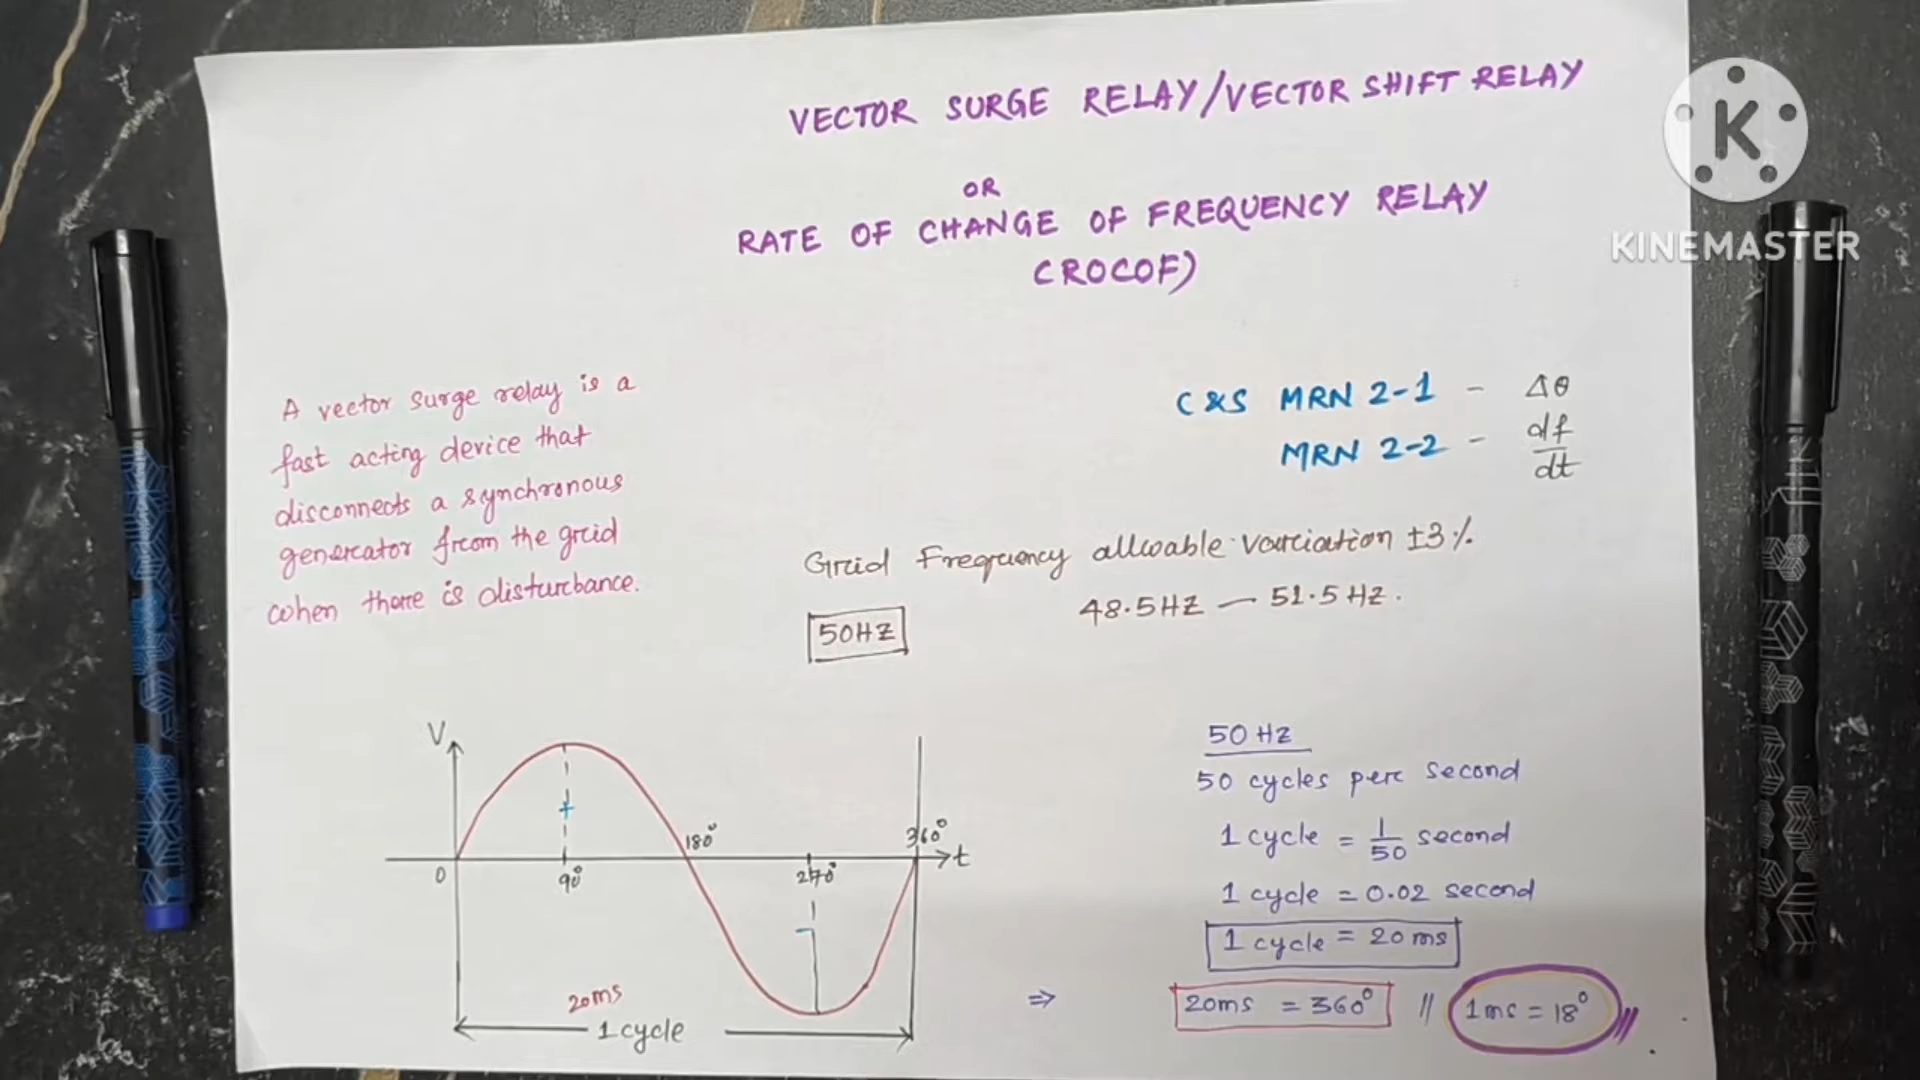 VECTOR SURGE RELAY/VECTOR SHIFT RELAY
OR
RATE OF CHANGE OF FREQUENCY RELAY
(ROCOF)
K
KINEMASTER
A vector surge relay is a
fast acting device that
disconnects a synchronous
generator from the grid
when there is disturbance.
C&S MRN 2-1 - Δθ
MRN 2-2 - df/dt
Grid Frequency allwoable variation ±3%
50HZ
48.5HZ — 51.5HZ.
V
+
0
90°
180°
270°
360°
t
-
20ms
1 cycle
50 HZ
50 cycles per second
1 cycle = 1/50 second
1 cycle = 0.02 second
1 cycle = 20ms
⇒ 20ms = 360° // 1ms = 18° //